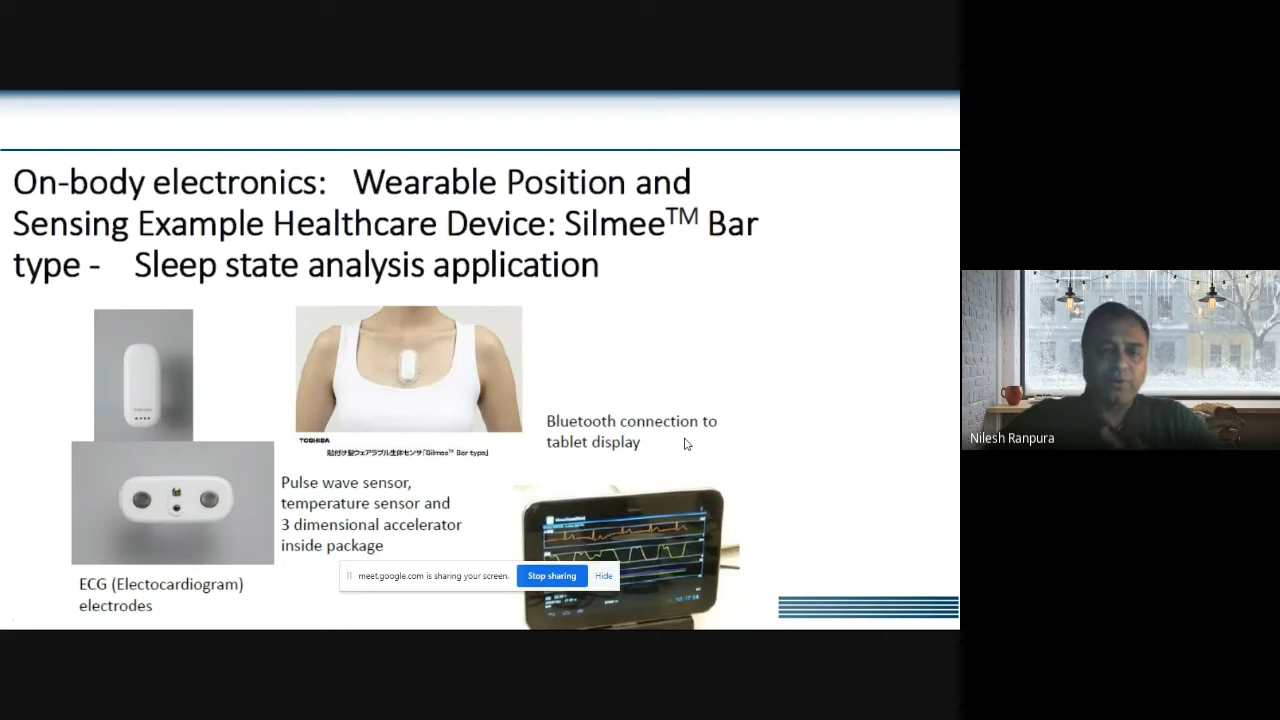 On-body electronics: Wearable Position and
Sensing Example Healthcare Device: Silmee™ Bar
type - Sleep state analysis application
TOSHIBA
貼付け型ウェアラブル生体センサ「Silmee™ Bar type」
Bluetooth connection to
tablet display
Pulse wave sensor,
temperature sensor and
3 dimensional accelerator
inside package
ECG (Electocardiogram)
electrodes
meet.google.com is sharing your screen.
Stop sharing
Hide
Nilesh Ranpura